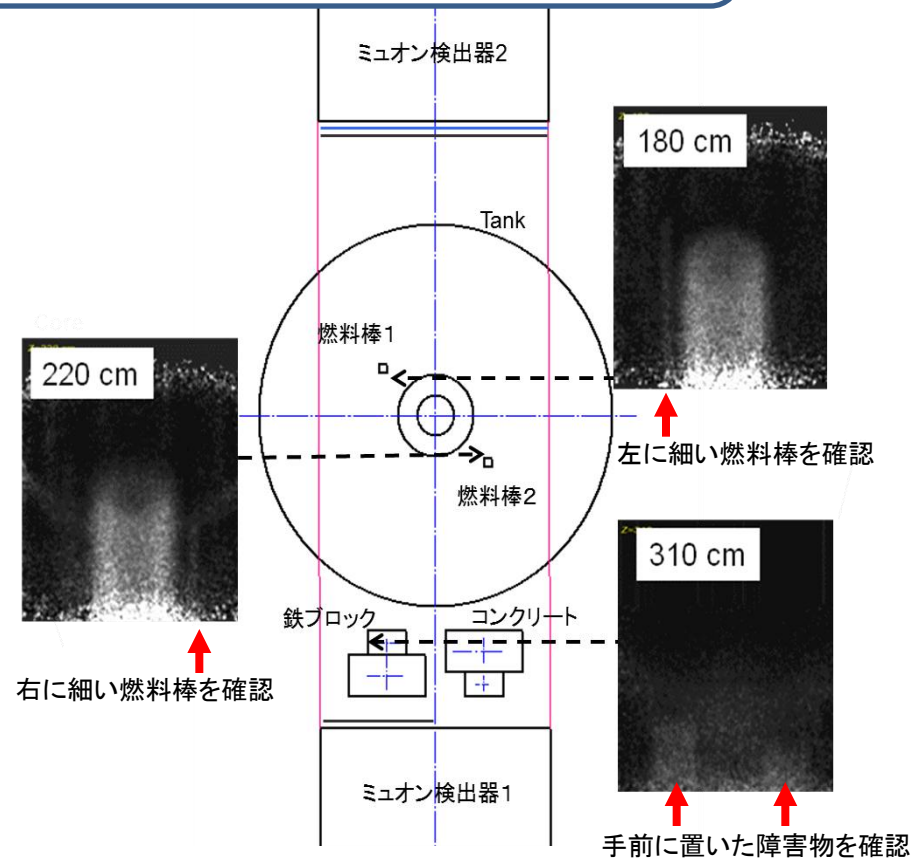 ミュオン検出器2
180 cm
Tank
燃料棒1
220 cm
左に細い燃料棒を確認
燃料棒2
310 cm
鉄ブロック
コンクリート
右に細い燃料棒を確認
ミュオン検出器1
手前に置いた障害物を確認